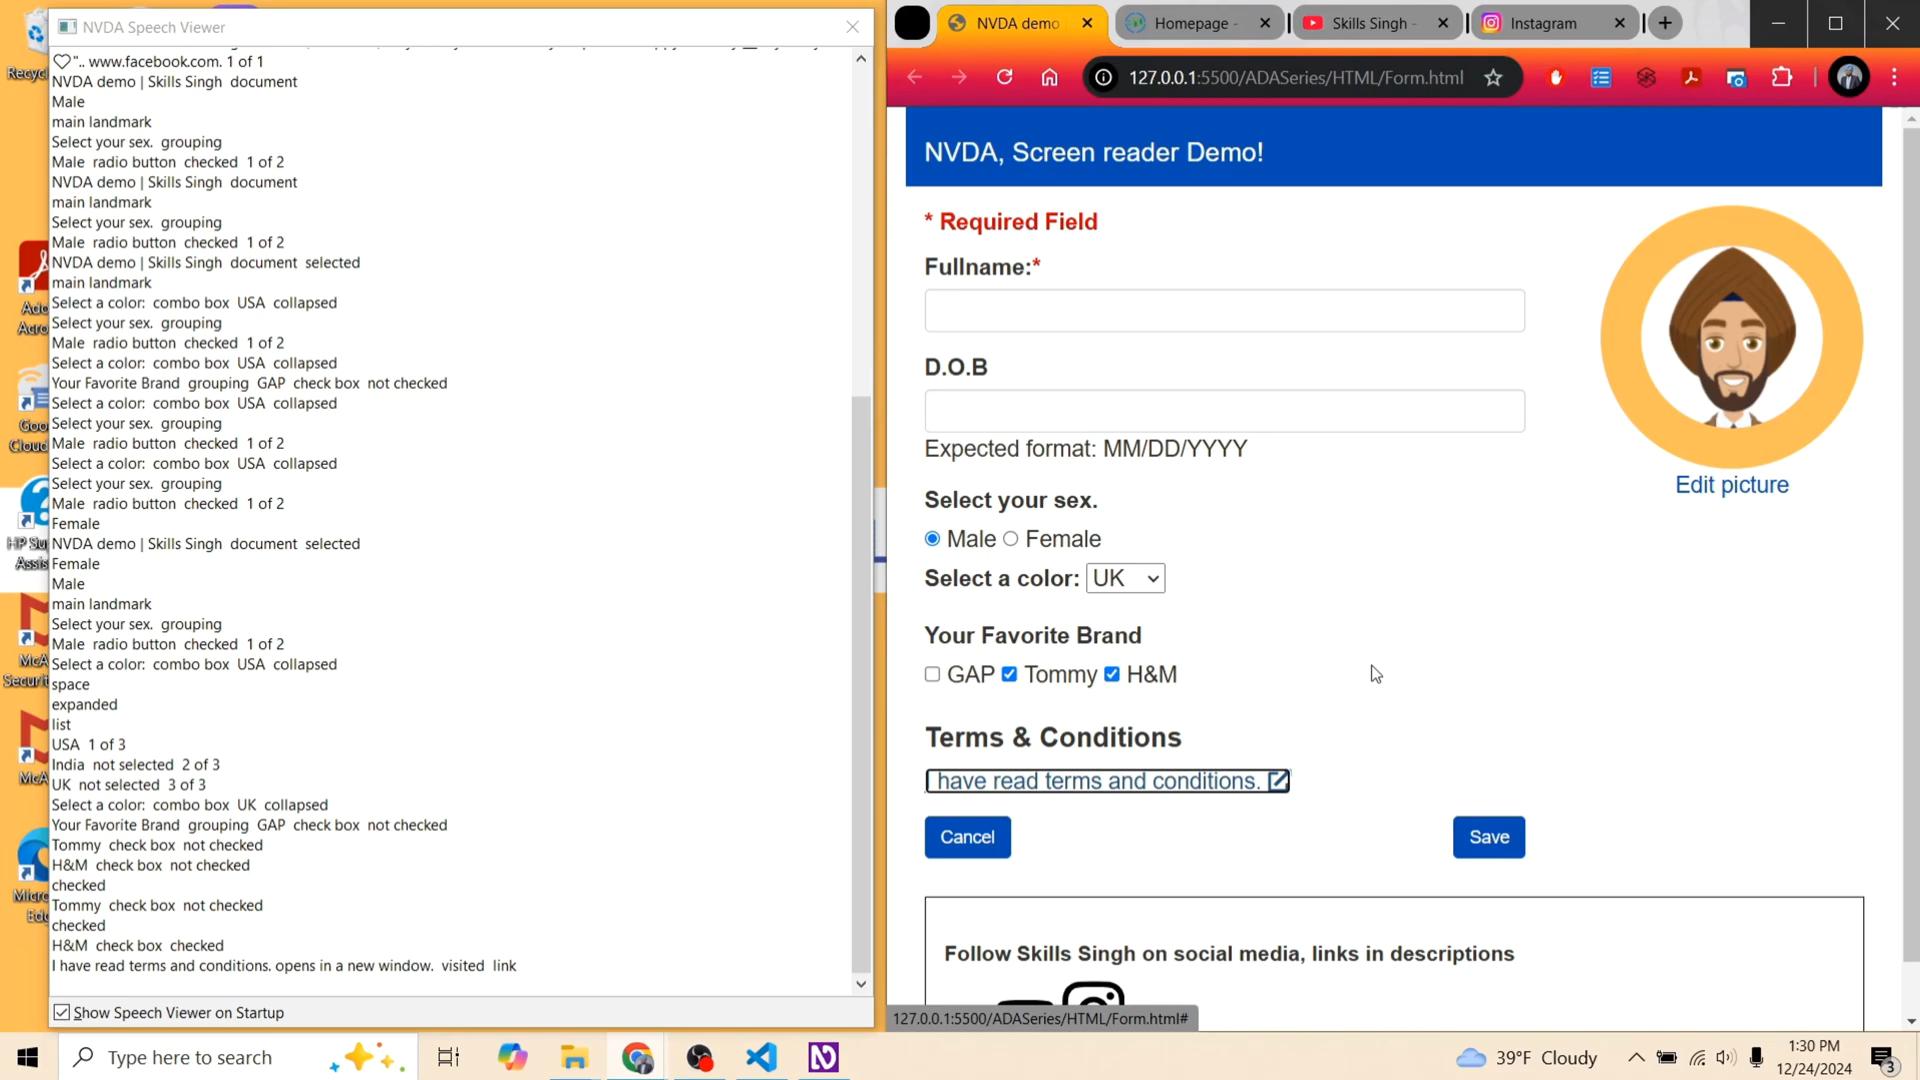 NVDA Speech Viewer
♡".. www.facebook.com. 1 of 1
NVDA demo | Skills Singh document
Male
main landmark
Select your sex. grouping
Male radio button checked 1 of 2
NVDA demo | Skills Singh document
main landmark
Select your sex. grouping
Male radio button checked 1 of 2
NVDA demo | Skills Singh document selected
main landmark
Select a color: combo box USA collapsed
Select your sex. grouping
Male radio button checked 1 of 2
Select a color: combo box USA collapsed
Your Favorite Brand grouping GAP check box not checked
Select a color: combo box USA collapsed
Select your sex. grouping
Male radio button checked 1 of 2
Select a color: combo box USA collapsed
Select your sex. grouping
Male radio button checked 1 of 2
Female
NVDA demo | Skills Singh document selected
Female
Male
main landmark
Select your sex. grouping
Male radio button checked 1 of 2
Select a color: combo box USA collapsed
space
expanded
list
USA 1 of 3
India not selected 2 of 3
UK not selected 3 of 3
Select a color: combo box UK collapsed
Your Favorite Brand grouping GAP check box not checked
Tommy check box not checked
H&M check box not checked
checked
Tommy check box not checked
checked
H&M check box checked
I have read terms and conditions. opens in a new window. visited link
Show Speech Viewer on Startup
NVDA demo
Homepage -
Skills Singh -
Instagram
127.0.0.1:5500/ADASeries/HTML/Form.html
NVDA, Screen reader Demo!
* Required Field
Fullname:*
D.O.B
Expected format: MM/DD/YYYY
Edit picture
Select your sex.
Male Female
Select a color: UK
Your Favorite Brand
GAP Tommy H&M
Terms & Conditions
I have read terms and conditions.
Cancel
Save
Follow Skills Singh on social media, links in descriptions
127.0.0.1:5500/ADASeries/HTML/Form.html#
Type here to search
39°F Cloudy
1:30 PM
12/24/2024
3